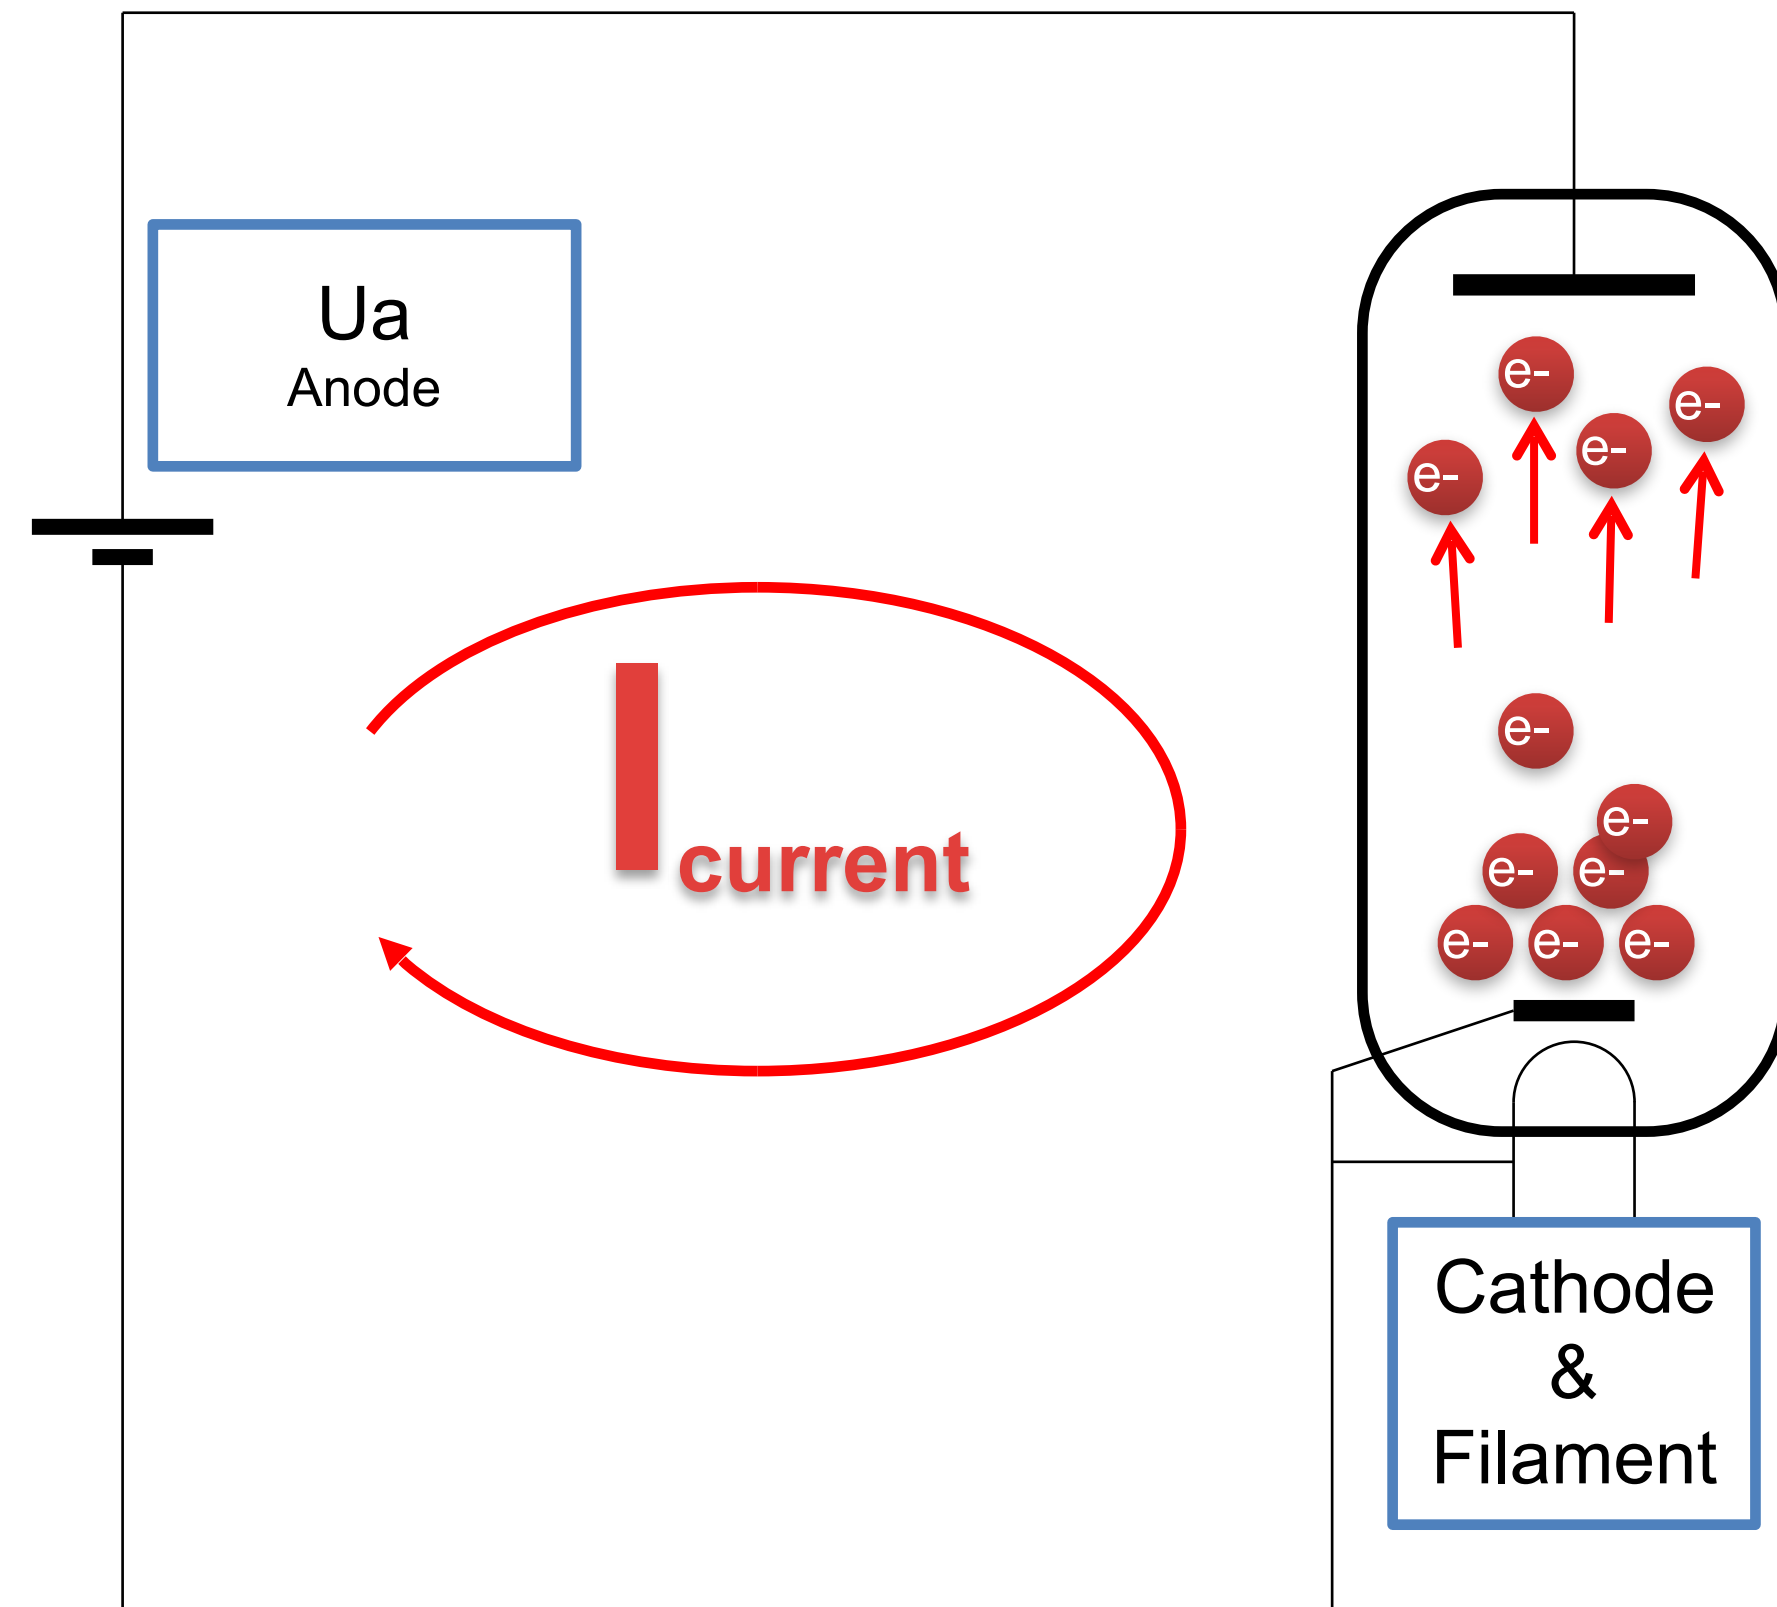 Ua
Anode
e-
e-
e-
e-
I current
e-
e-
e-
e-
e-
e-
e-
Cathode
&
Filament